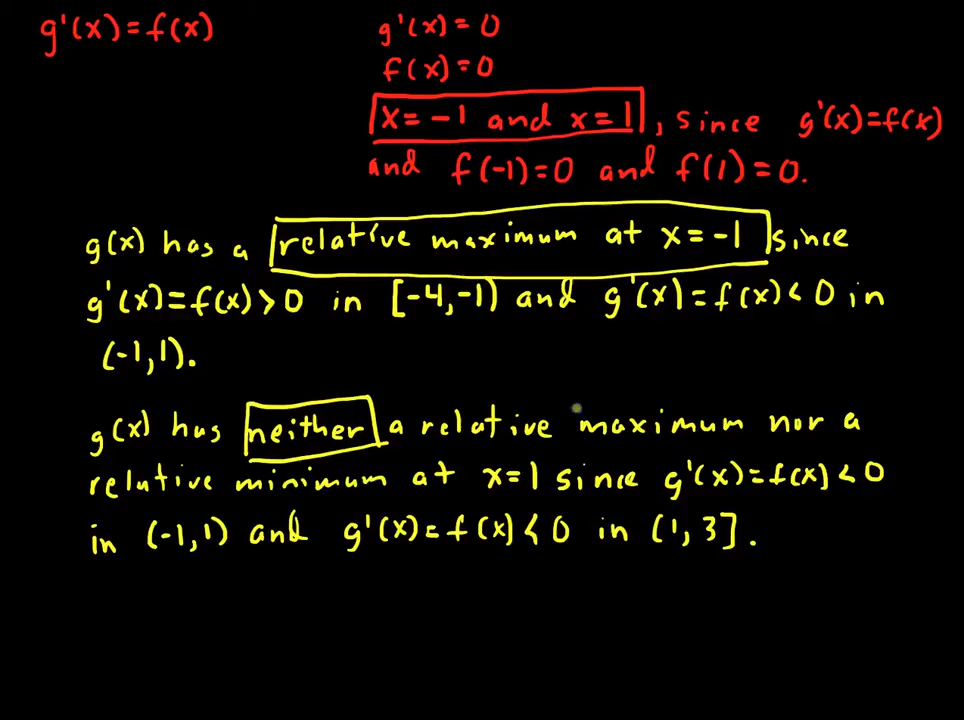 g'(x)=f(x)
g'(x)=0
f(x)=0
x=-1 and x=1, since g'(x)=f(x)
and f(-1)=0 and f(1)=0.
g(x) has a relative maximum at x=-1 since
g'(x)=f(x)>0 in [-4,-1) and g'(x)=f(x)<0 in
(-1,1).
g(x) has neither a relative maximum nor a
relative minimum at x=1 since g'(x)=f(x)<0
in (-1,1) and g'(x)=f(x)<0 in (1,3].